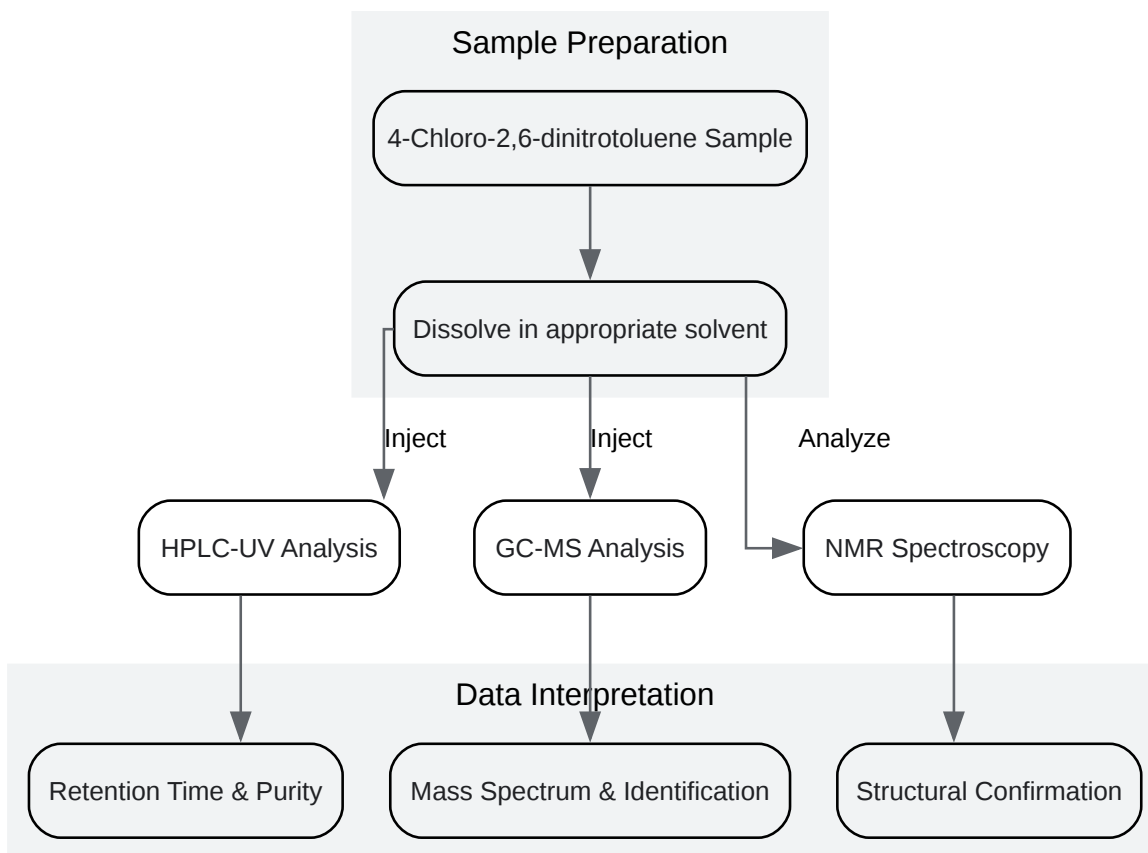 Sample Preparation
4-Chloro-2,6-dinitrotoluene Sample
Dissolve in appropriate solvent
Inject
Inject
Analyze
HPLC-UV Analysis
GC-MS Analysis
NMR Spectroscopy
Data Interpretation
Retention Time & Purity
Mass Spectrum & Identification
Structural Confirmation